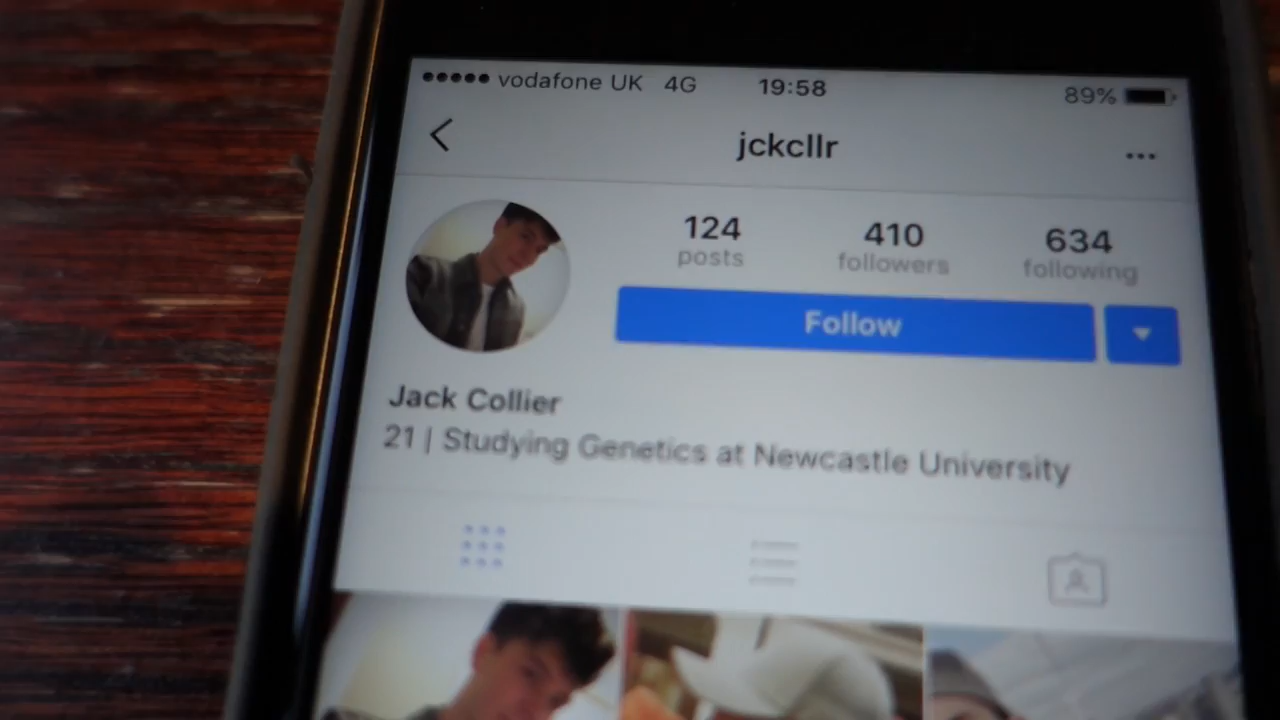 vodafone UK 4G 19:58 89%
jckcllr
124 410 634
posts followers following
Follow
Jack Collier
21 | Studying Genetics at Newcastle University